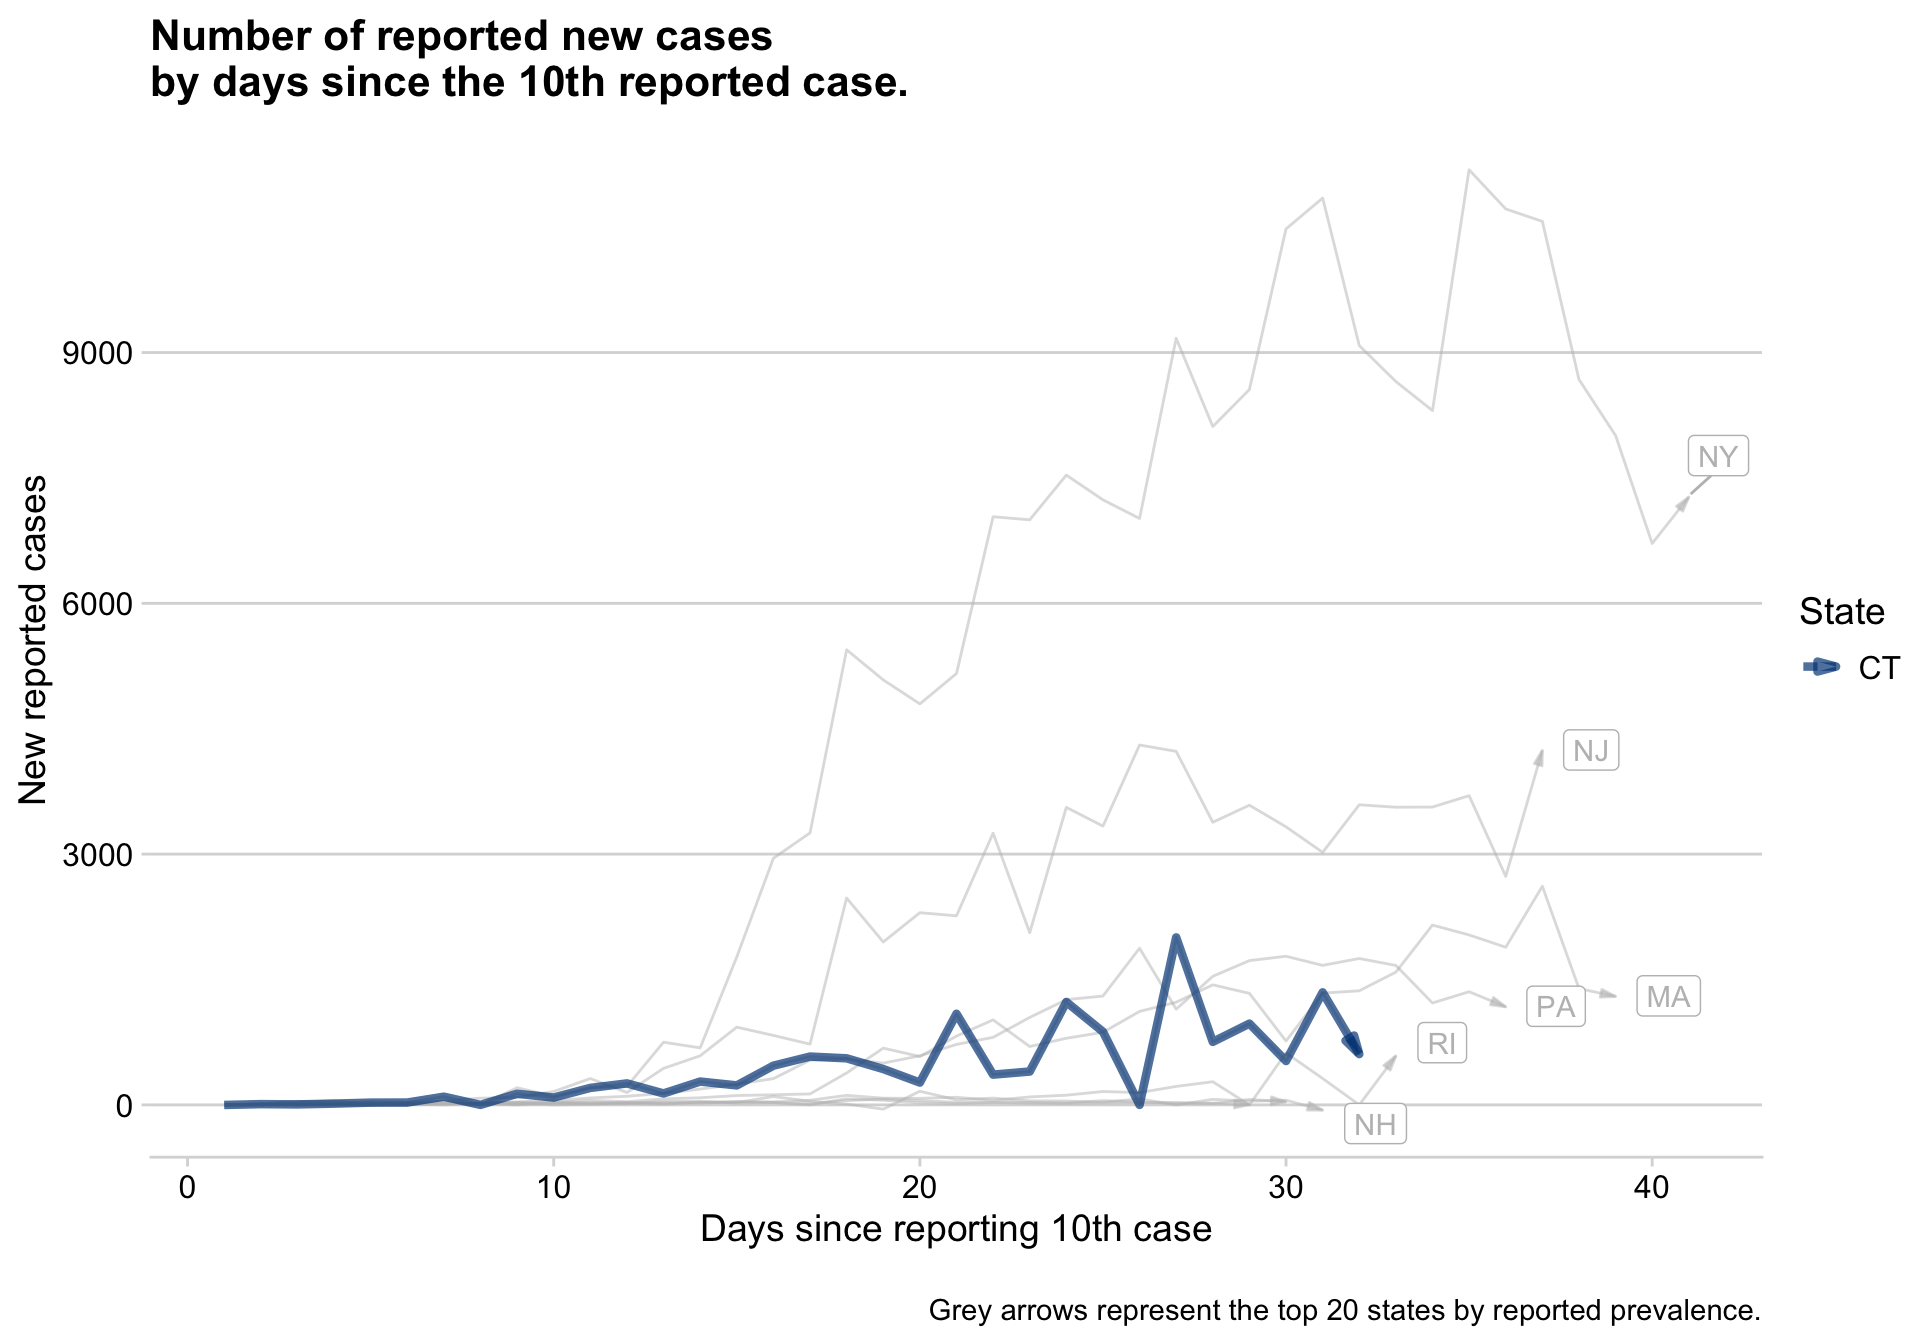 Number of reported new cases
by days since the 10th reported case.
New reported cases
9000
6000
3000
0
NY
NJ
MA
PA
RI
NH
State
CT
0
10
20
30
40
Days since reporting 10th case
Grey arrows represent the top 20 states by reported prevalence.